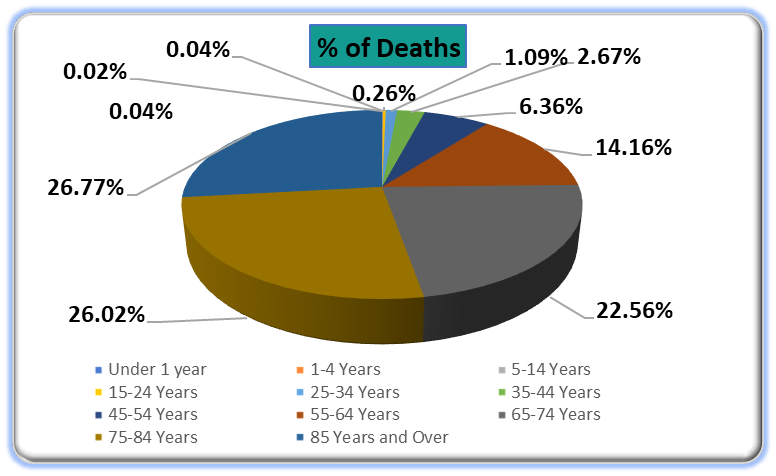 % of Deaths
0.04%
1.09%
2.67%
0.02%
0.26%
6.36%
0.04%
14.16%
26.77%
26.02%
22.56%
Under 1 year
1-4 Years
5-14 Years
15-24 Years
25-34 Years
35-44 Years
45-54 Years
55-64 Years
65-74 Years
75-84 Years
85 Years and Over